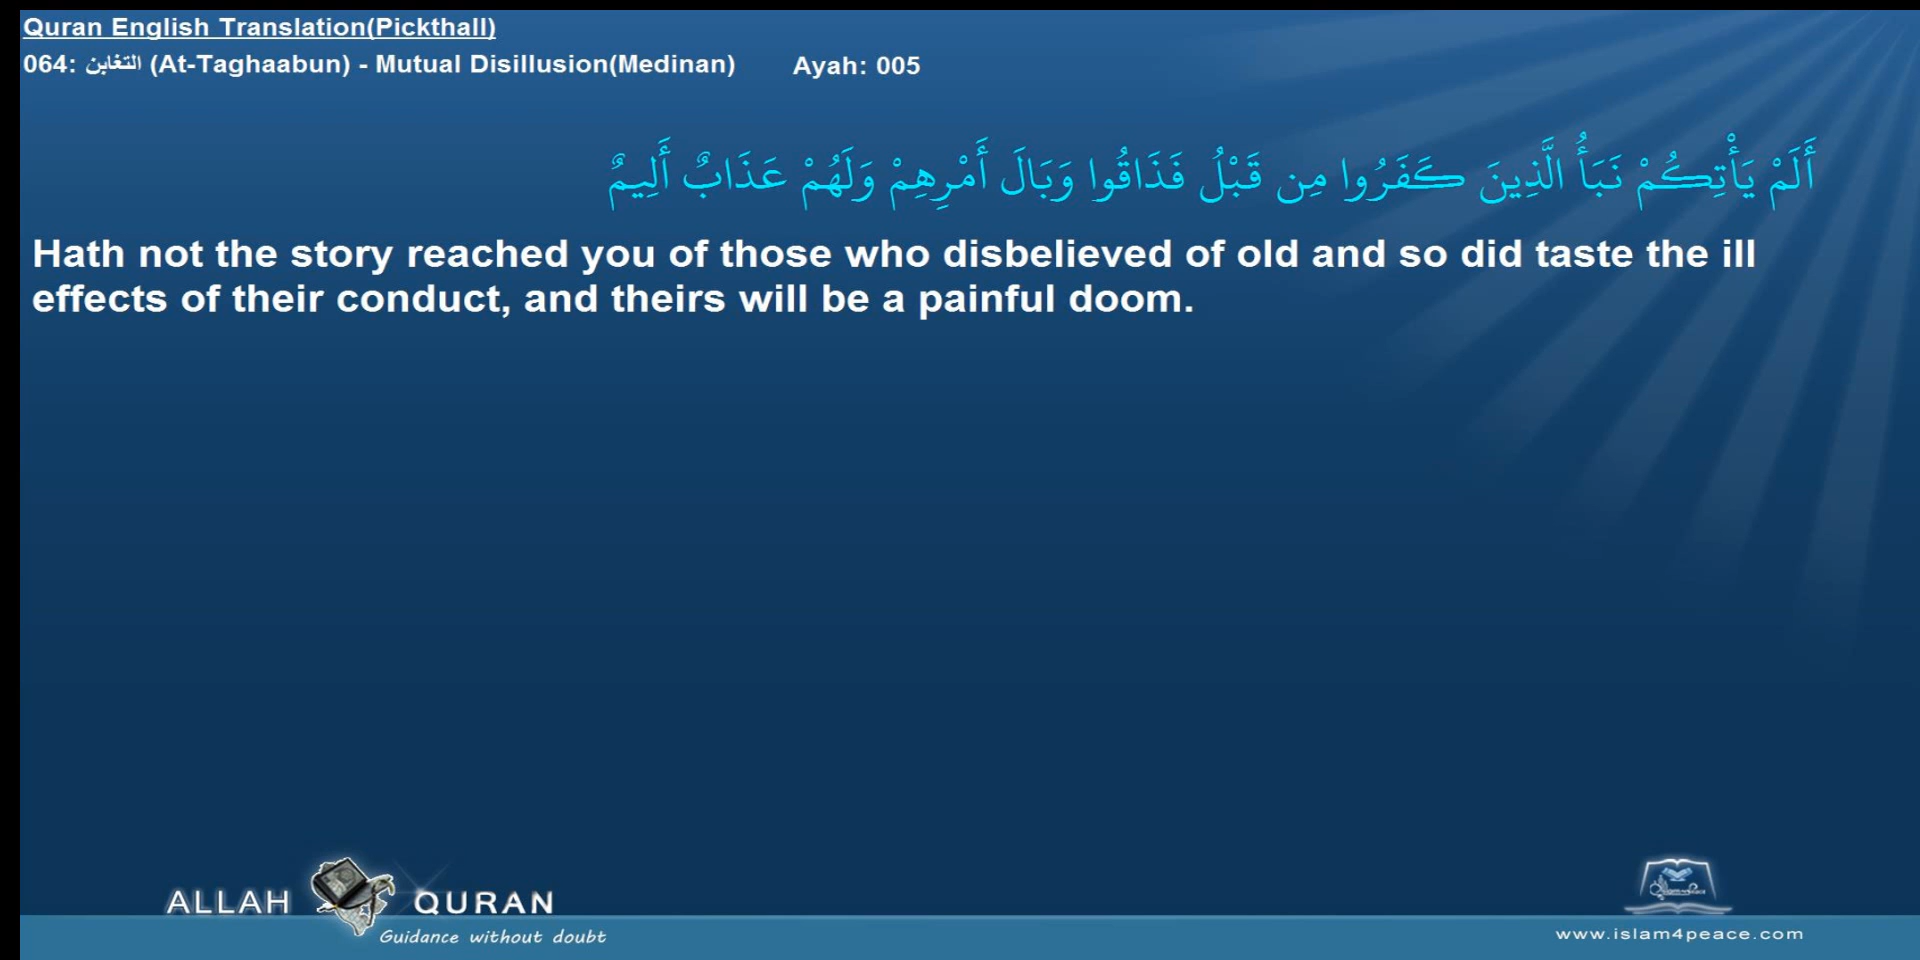 Quran English Translation(Pickthall)
064: التغابن (At-Taghaabun) - Mutual Disillusion(Medinan) Ayah: 005
أَلَمْ يَأْتِكُمْ نَبَأُ الَّذِينَ كَفَرُوا مِن قَبْلُ فَذَاقُوا وَبَالَ أَمْرِهِمْ وَلَهُمْ عَذَابٌ أَلِيمٌ
Hath not the story reached you of those who disbelieved of old and so did taste the ill
effects of their conduct, and theirs will be a painful doom.
ALLAH QURAN
Guidance without doubt
www.islam4peace.com